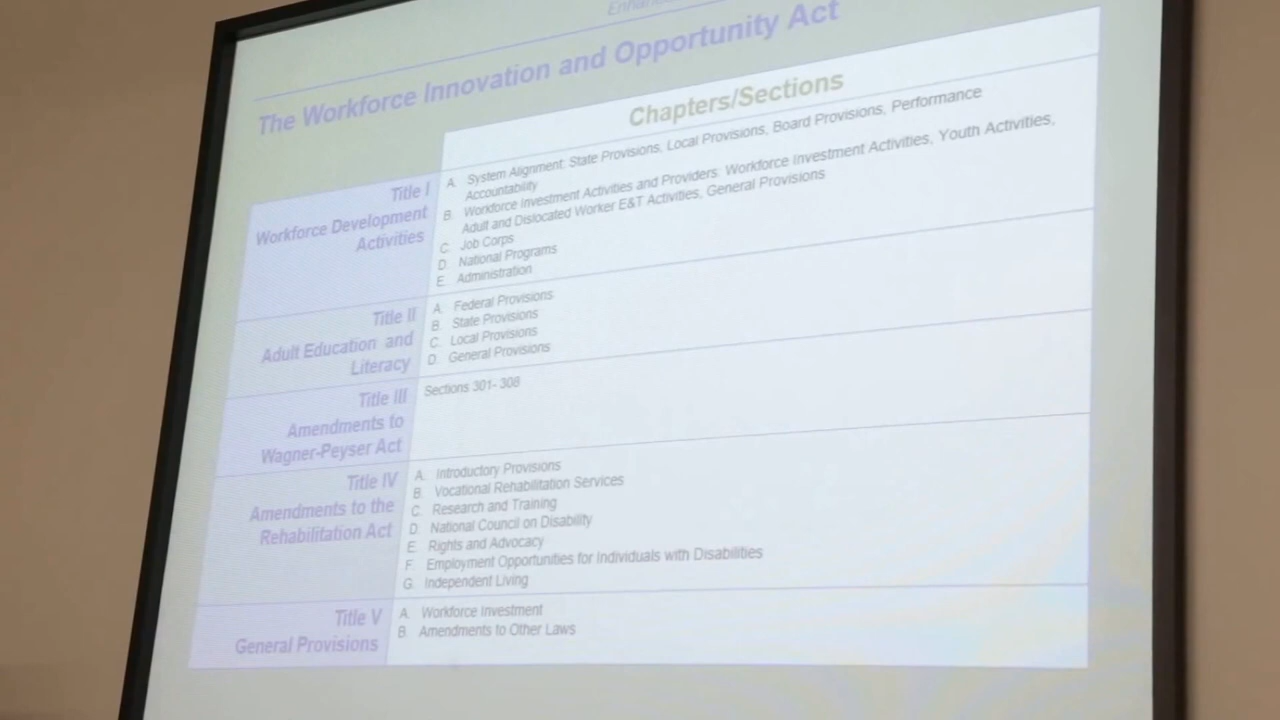 The Workforce Innovation and Opportunity Act
Chapters/Sections
Title I
Workforce Development
Activities
A. System Alignment: State Provisions, Local Provisions, Board Provisions, Performance
Accountability
B. Workforce Investment Activities and Providers: Workforce Investment Activities, Youth Activities,
Adult and Dislocated Worker E&T Activities, General Provisions
C. Job Corps
D. National Programs
E. Administration
Title II
Adult Education and
Literacy
A. Federal Provisions
B. State Provisions
C. Local Provisions
D. General Provisions
Title III
Amendments to
Wagner-Peyser Act
Sections 301- 308
Title IV
Amendments to the
Rehabilitation Act
A. Introductory Provisions
B. Vocational Rehabilitation Services
C. Research and Training
D. National Council on Disability
E. Rights and Advocacy
F. Employment Opportunities for Individuals with Disabilities
G. Independent Living
Title V
General Provisions
A. Workforce Investment
B. Amendments to Other Laws